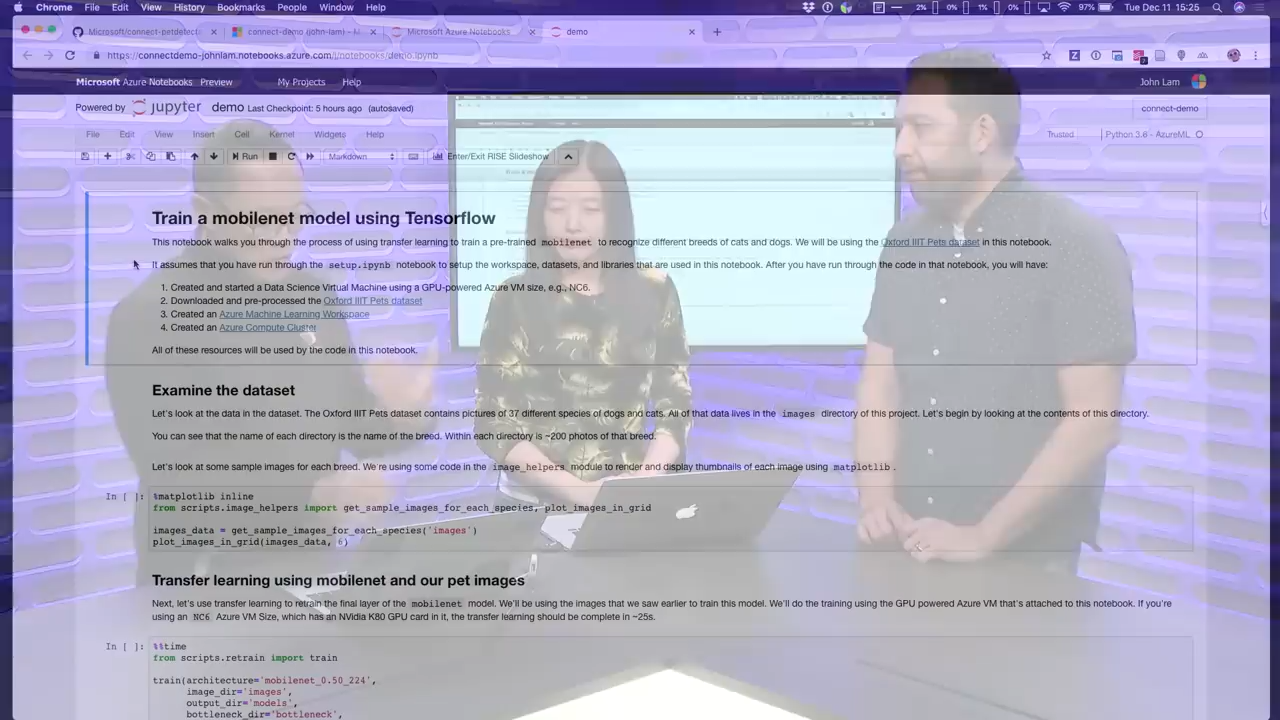 Chrome File Edit View History Bookmarks People Window Help 2% 0% 1% 0% 97% Tue Dec 11 15:25
Microsoft/connect-petdetect connect-demo (john-lam) - M Microsoft Azure Notebooks demo
https://connectdemo-johnlam.notebooks.azure.com/j/notebooks/demo.ipynb
Microsoft Azure Notebooks Preview My Projects Help John Lam
Powered by jupyter demo Last Checkpoint: 5 hours ago (autosaved) connect-demo
File Edit View Insert Cell Kernel Widgets Help Trusted Python 3.6 - AzureML
Run Markdown Enter/Exit RISE Slideshow
Train a mobilenet model using Tensorflow
This notebook walks you through the process of using transfer learning to train a pre-trained mobilenet to recognize different breeds of cats and dogs. We will be using the Oxford IIIT Pets dataset in this notebook.
It assumes that you have run through the setup.ipynb notebook to setup the workspace, datasets, and libraries that are used in this notebook. After you have run through the code in that notebook, you will have:
1. Created and started a Data Science Virtual Machine using a GPU-powered Azure VM size, e.g., NC6.
2. Downloaded and pre-processed the Oxford IIIT Pets dataset
3. Created an Azure Machine Learning Workspace
4. Created an Azure Compute Cluster
All of these resources will be used by the code in this notebook.
Examine the dataset
Let's look at the data in the dataset. The Oxford IIIT Pets dataset contains pictures of 37 different species of dogs and cats. All of that data lives in the images directory of this project. Let's begin by looking at the contents of this directory.
You can see that the name of each directory is the name of the breed. Within each directory is ~200 photos of that breed.
Let's look at some sample images for each breed. We're using some code in the image_helpers module to render and display thumbnails of each image using matplotlib.
In [ ]: %matplotlib inline
from scripts.image_helpers import get_sample_images_for_each_species, plot_images_in_grid
images_data = get_sample_images_for_each_species('images')
plot_images_in_grid(images_data, 6)
Transfer learning using mobilenet and our pet images
Next, let's use transfer learning to retrain the final layer of the mobilenet model. We'll be using the images that we saw earlier to train this model. We'll do the training using the GPU powered Azure VM that's attached to this notebook. If you're
using an NC6 Azure VM Size, which has an NVidia K80 GPU card in it, the transfer learning should be complete in ~25s.
In [ ]: %%time
from scripts.retrain import train
train(architecture='mobilenet_0.50_224',
image_dir='images',
output_dir='models',
bottleneck_dir='bottleneck',